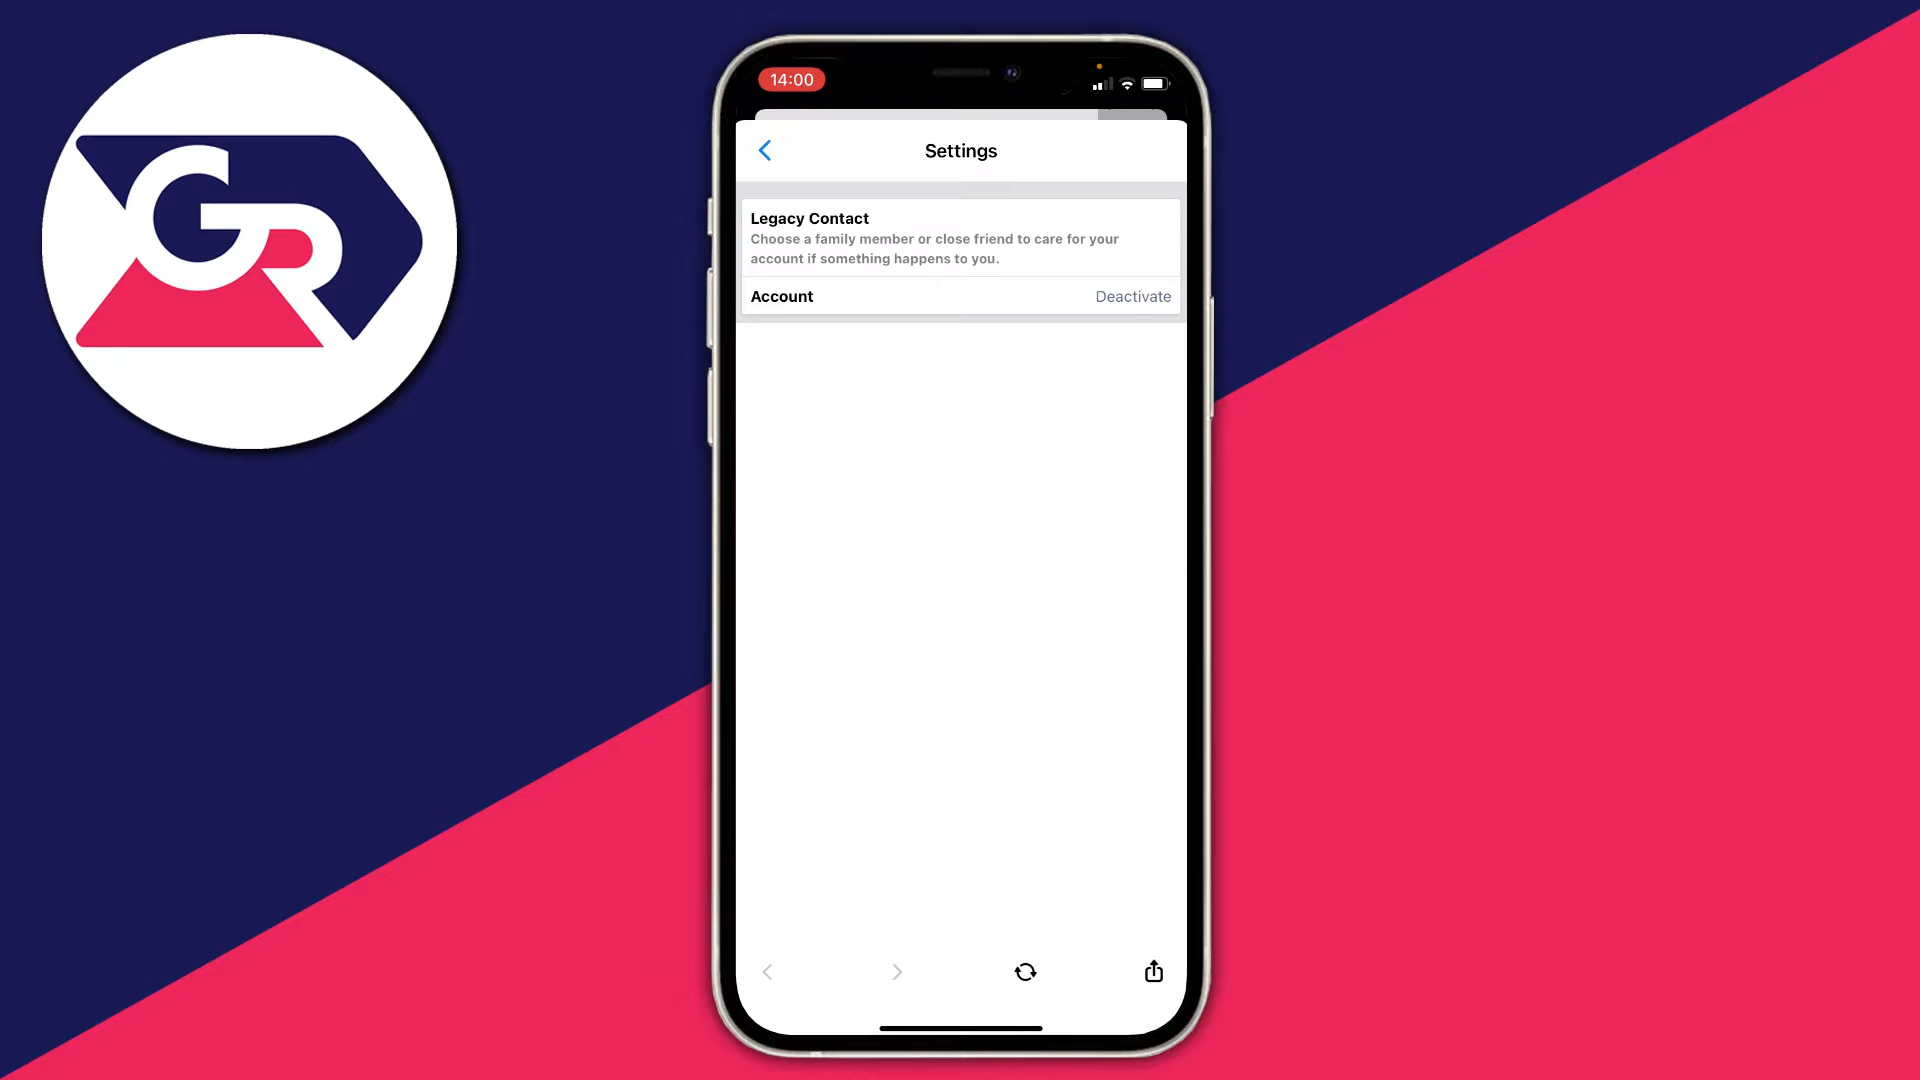 GR
14:00
Settings
Legacy Contact
Choose a family member or close friend to care for your
account if something happens to you.
Account Deactivate